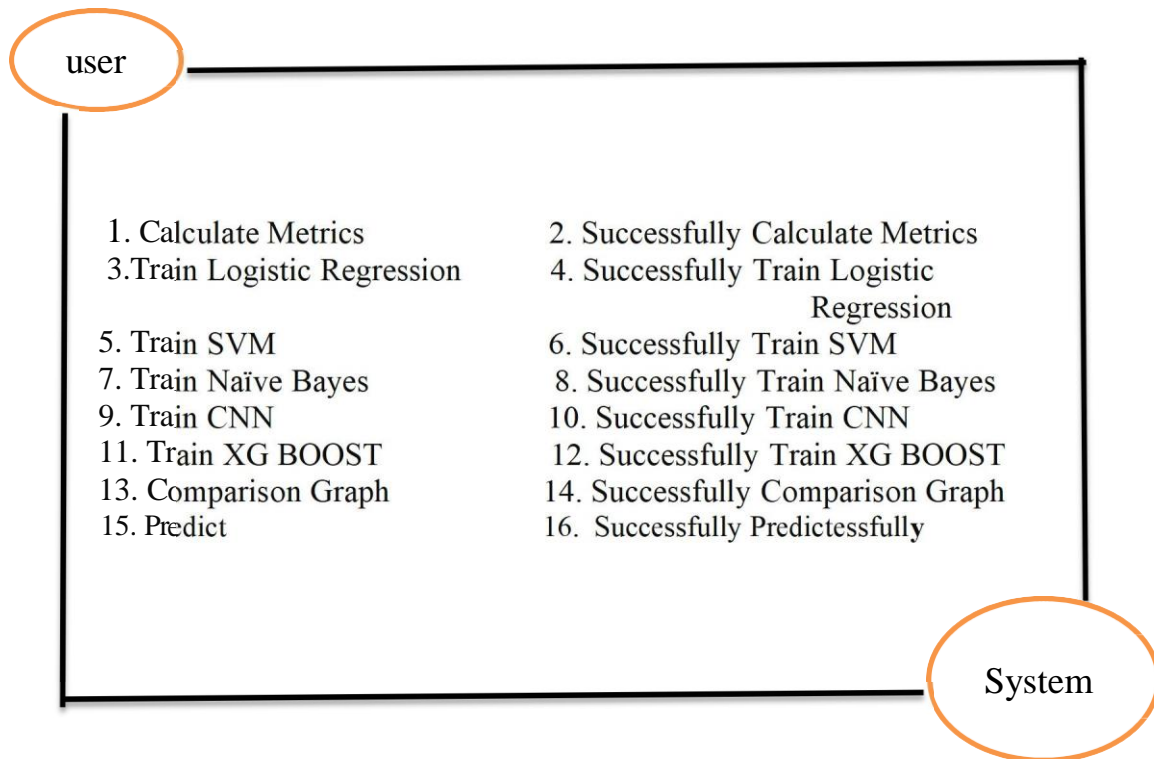 user
1. Calculate Metrics
2. Successfully Calculate Metrics
3.Train Logistic Regression
4. Successfully Train Logistic
Regression
5. Train SVM
6. Successfully Train SVM
7. Train Naïve Bayes
8. Successfully Train Naïve Bayes
9. Train CNN
10. Successfully Train CNN
11. Train XG BOOST
12. Successfully Train XG BOOST
13. Comparison Graph
14. Successfully Comparison Graph
15. Predict
16. Successfully Predictessfully
System